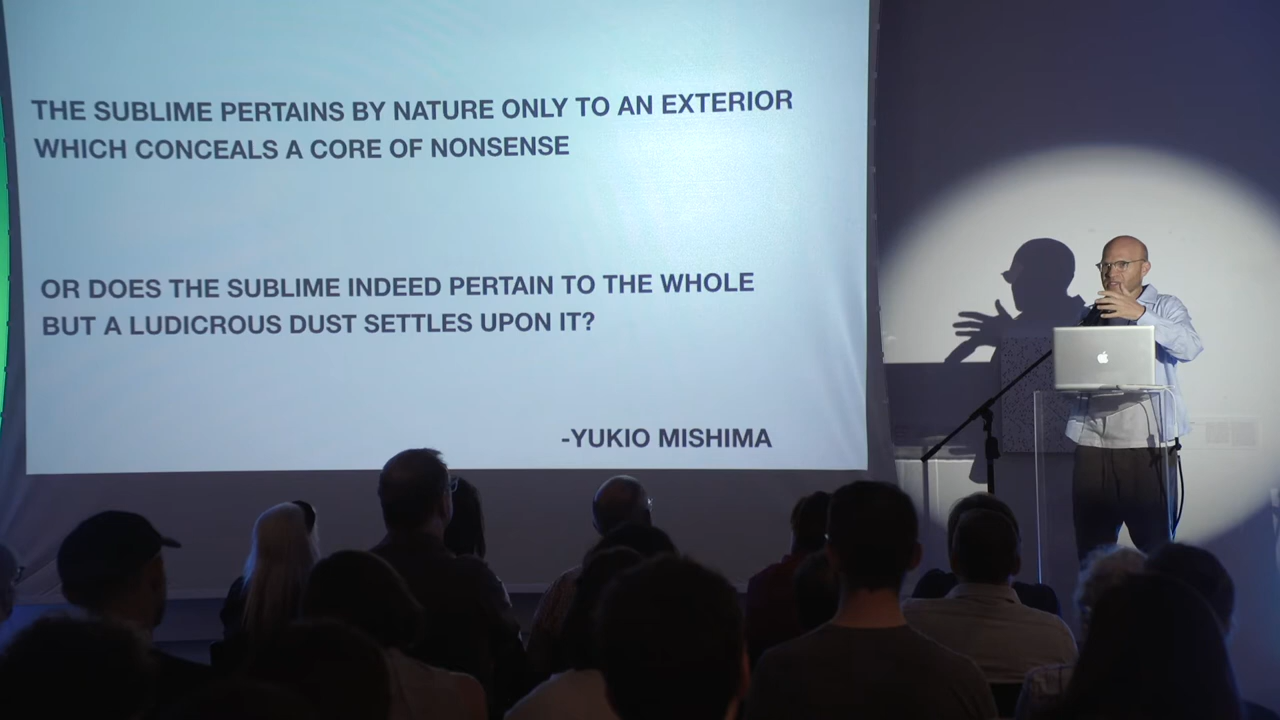 THE SUBLIME PERTAINS BY NATURE ONLY TO AN EXTERIOR
WHICH CONCEALS A CORE OF NONSENSE
OR DOES THE SUBLIME INDEED PERTAIN TO THE WHOLE
BUT A LUDICROUS DUST SETTLES UPON IT?
-YUKIO MISHIMA